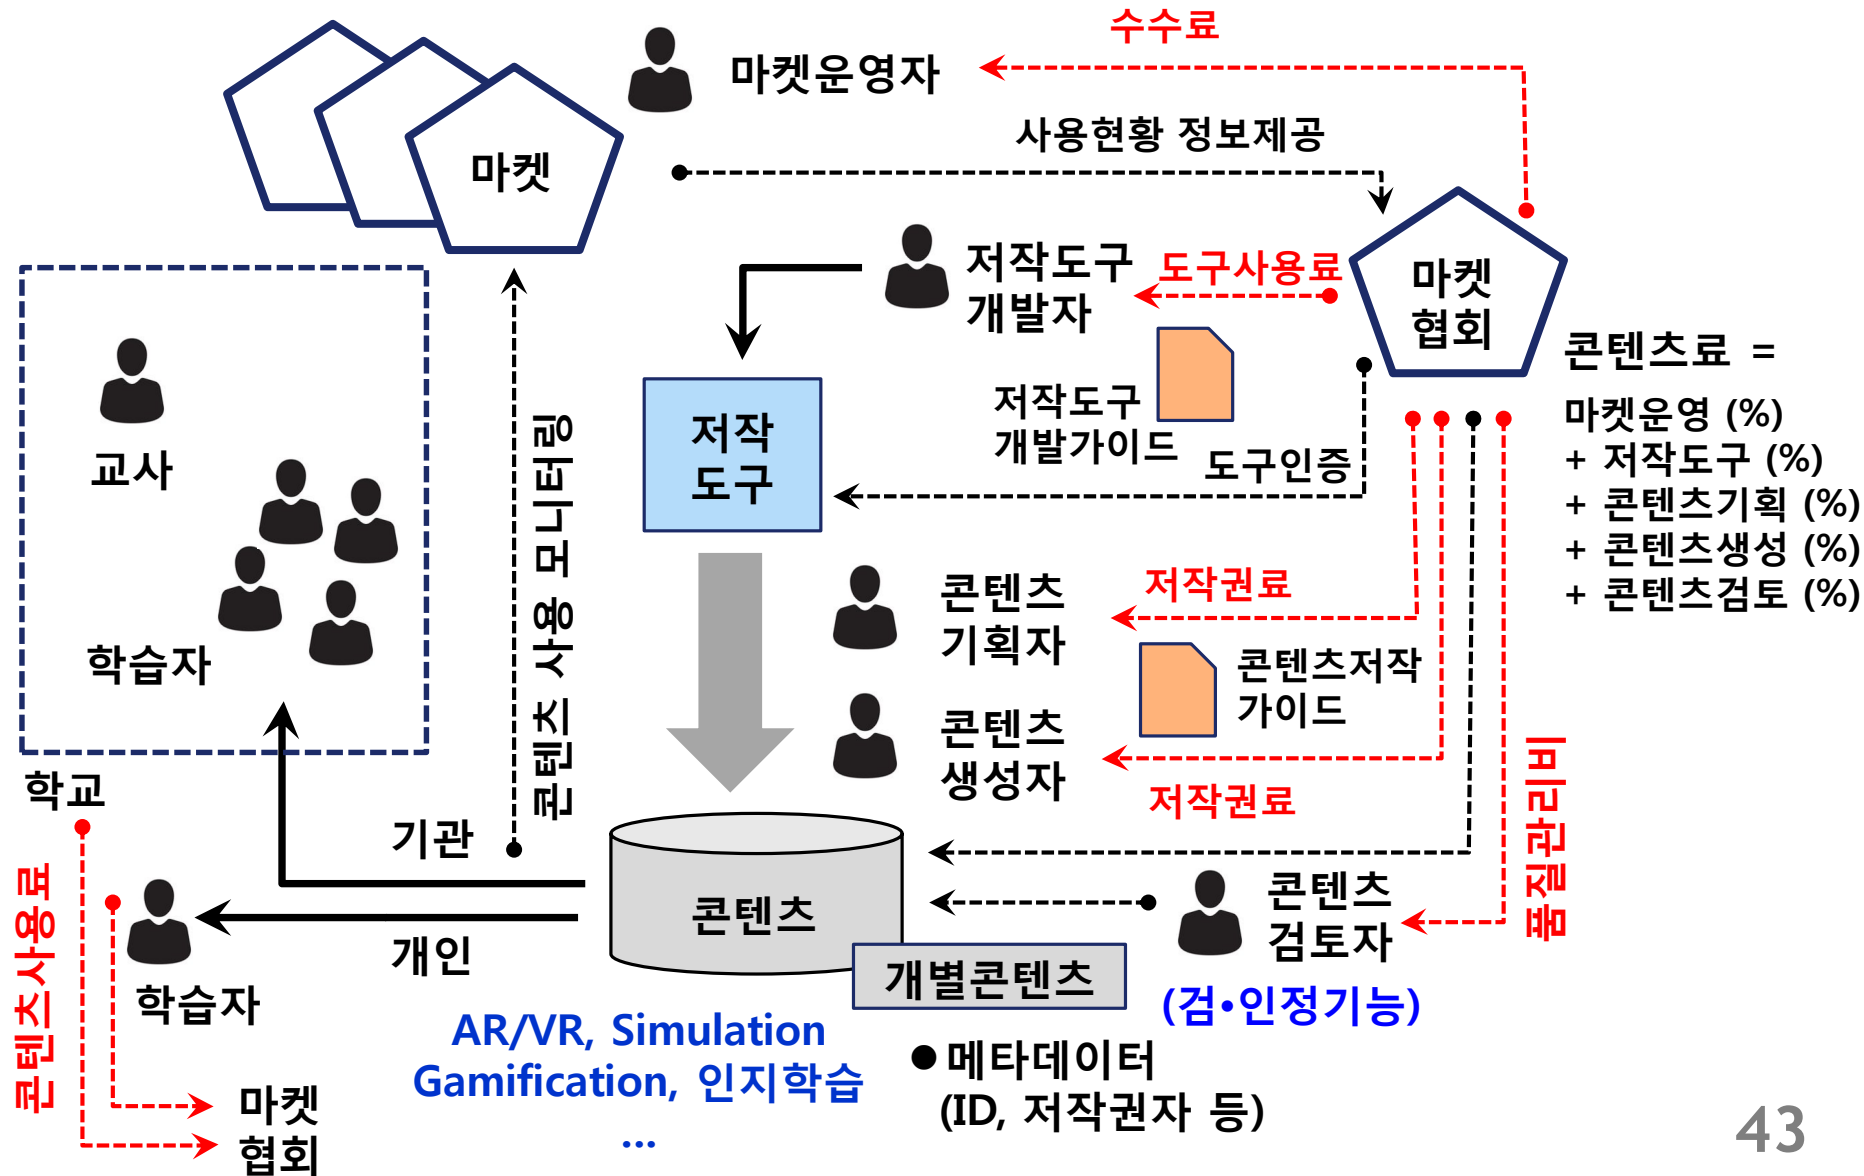 수수료
마켓운영자
사용현황 정보제공
마켓
저작도구
개발자
도구사용료
마켓
협회
콘텐츠료 =
마켓운영 (%)
+ 저작도구 (%)
+ 콘텐츠기획 (%)
+ 콘텐츠생성 (%)
+ 콘텐츠검토 (%)
저작도구
개발가이드
도구인증
저작
도구
교사
학습자
학교
콘텐츠 사용 모니터링
콘텐츠
기획자
저작권료
콘텐츠저작
가이드
콘텐츠
생성자
저작권료
품질관리비
기관
개인
콘텐츠
개별콘텐츠
콘텐츠
검토자
(검•인정기능)
학습자
콘텐츠사용료
마켓
협회
AR/VR, Simulation
Gamification, 인지학습
...
●메타데이터
(ID, 저작권자 등)
43